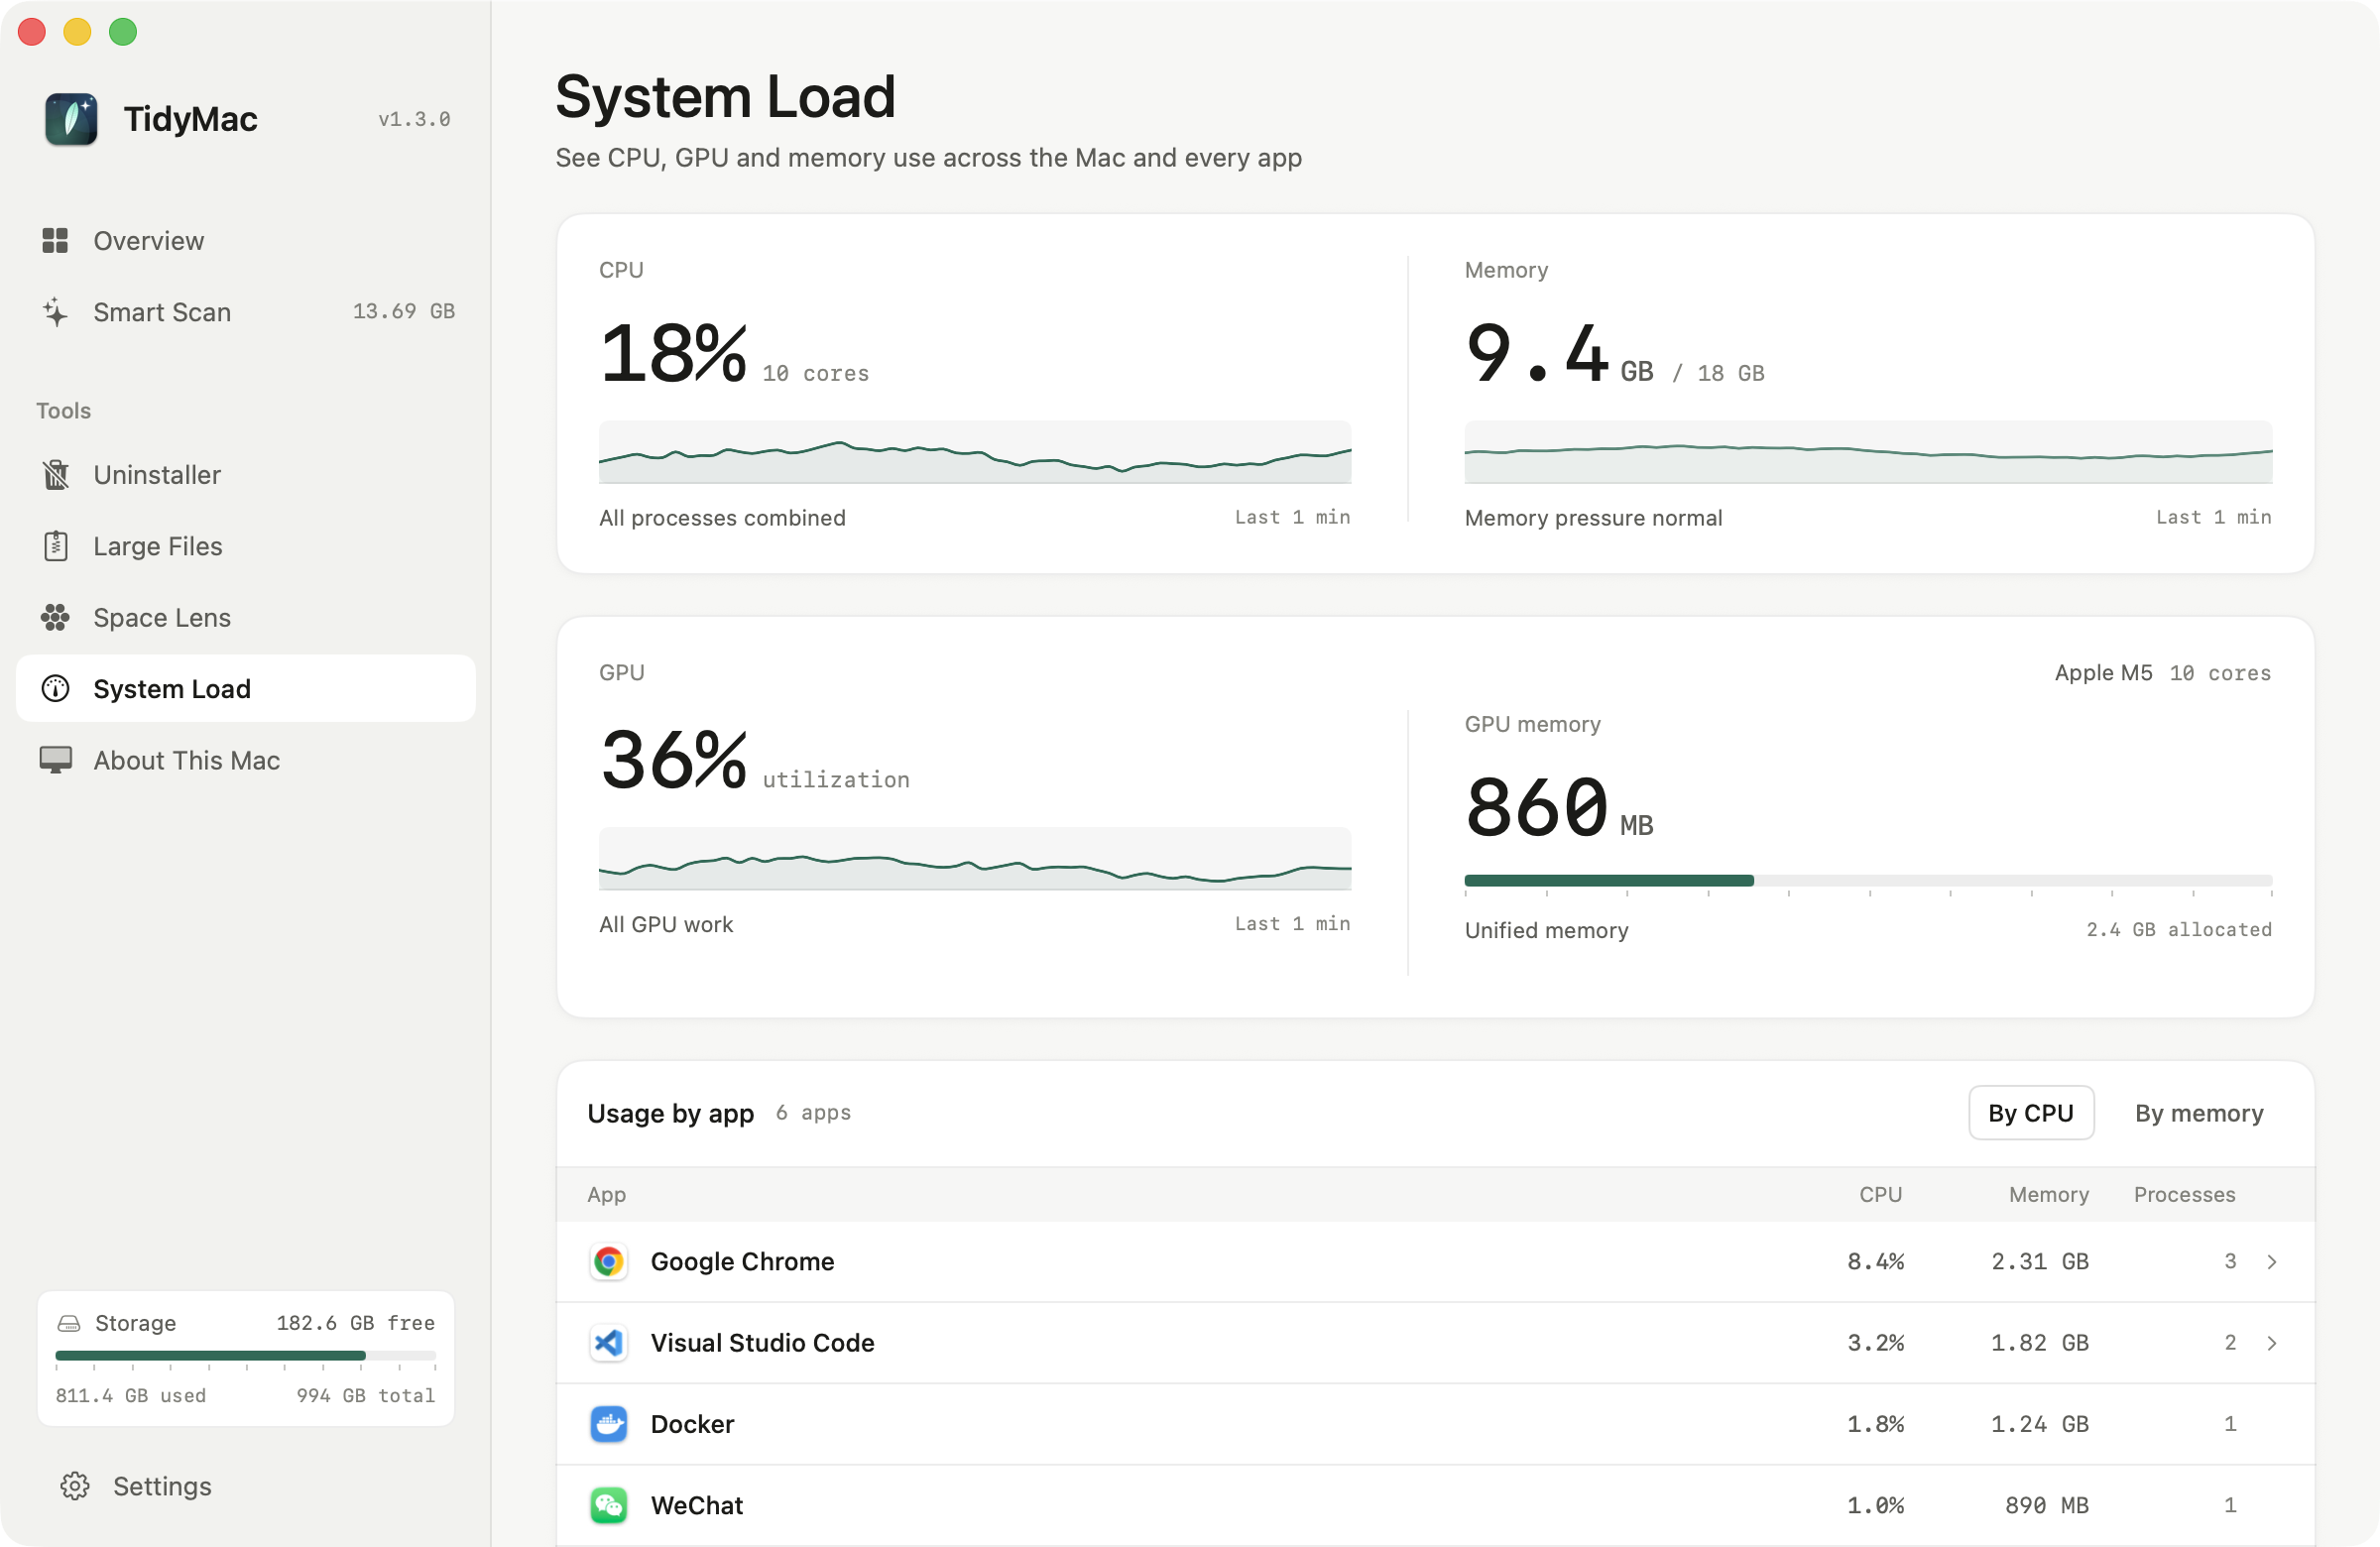 TidyMac v1.3.0
Overview
Smart Scan 13.69 GB
Tools
Uninstaller
Large Files
Space Lens
System Load
About This Mac
Storage 182.6 GB free
811.4 GB used 994 GB total
Settings
System Load
See CPU, GPU and memory use across the Mac and every app
CPU
18% 10 cores
All processes combined Last 1 min
Memory
9.4 GB / 18 GB
Memory pressure normal Last 1 min
GPU Apple M5 10 cores
36% utilization
All GPU work Last 1 min
GPU memory
860 MB
Unified memory 2.4 GB allocated
Usage by app 6 apps By CPU By memory
App CPU Memory Processes
Google Chrome 8.4% 2.31 GB 3
Visual Studio Code 3.2% 1.82 GB 2
Docker 1.8% 1.24 GB 1
WeChat 1.0% 890 MB 1